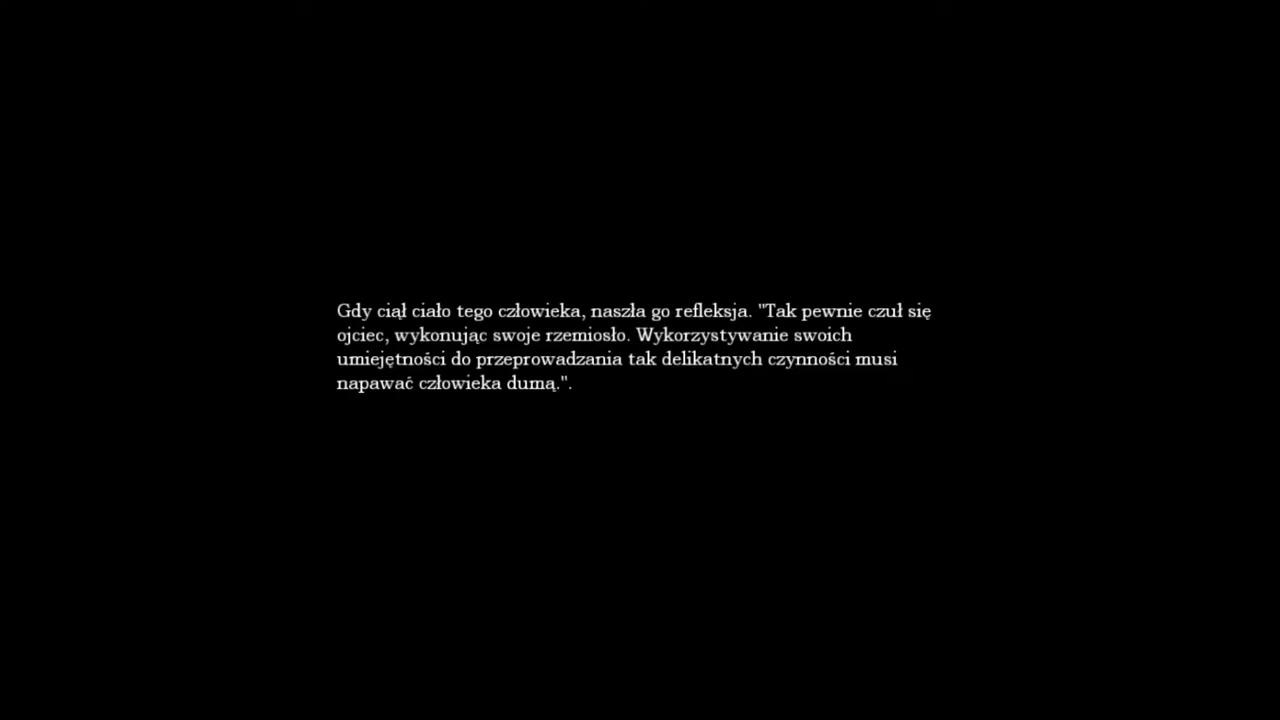 Gdy ciął ciało tego człowieka, naszła go refleksja. "Tak pewnie czuł się
ojciec, wykonując swoje rzemiosło. Wykorzystywanie swoich
umiejętności do przeprowadzania tak delikatnych czynności musi
napawać człowieka dumą.".